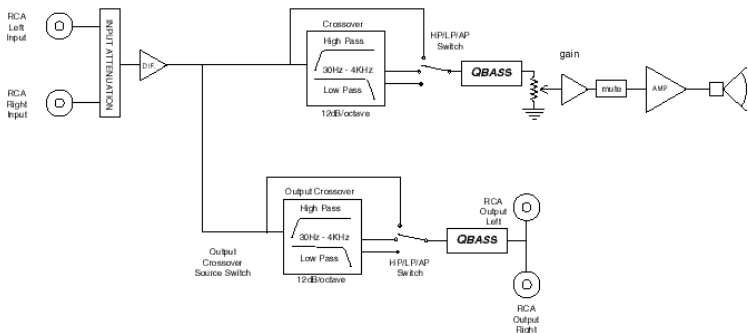 RCA
Left
Input
RCA
Right
Input
INPUT ATTENUATION
DIF.
Crossover
High Pass
30Hz - 4KHz
Low Pass
12dB/octave
HP/LP/AP
Switch
QBASS
gain
mute
AMP
Output
Crossover
Source Switch
Output Crossover
High Pass
30Hz - 4KHz
Low Pass
12dB/octave
HP/LP/AP
Switch
QBASS
RCA
Output
Left
RCA
Output
Right